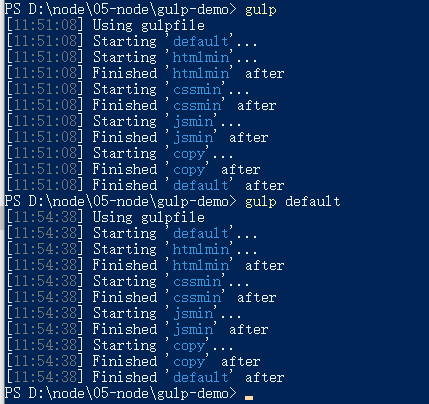 PS D:\node\05-node\gulp-demo> gulp
[11:51:08] Using gulpfile
[11:51:08] Starting 'default'...
[11:51:08] Starting 'htmlmin'...
[11:51:08] Finished 'htmlmin' after
[11:51:08] Starting 'cssmin'...
[11:51:08] Finished 'cssmin' after
[11:51:08] Starting 'jsmin'...
[11:51:08] Finished 'jsmin' after
[11:51:08] Starting 'copy'...
[11:51:08] Finished 'copy' after
[11:51:08] Finished 'default' after
PS D:\node\05-node\gulp-demo> gulp default
[11:54:38] Using gulpfile
[11:54:38] Starting 'default'...
[11:54:38] Starting 'htmlmin'...
[11:54:38] Finished 'htmlmin' after
[11:54:38] Starting 'cssmin'...
[11:54:38] Finished 'cssmin' after
[11:54:38] Starting 'jsmin'...
[11:54:38] Finished 'jsmin' after
[11:54:38] Starting 'copy'...
[11:54:38] Finished 'copy' after
[11:54:38] Finished 'default' after
PS D:\node\05-node\gulp-demo>